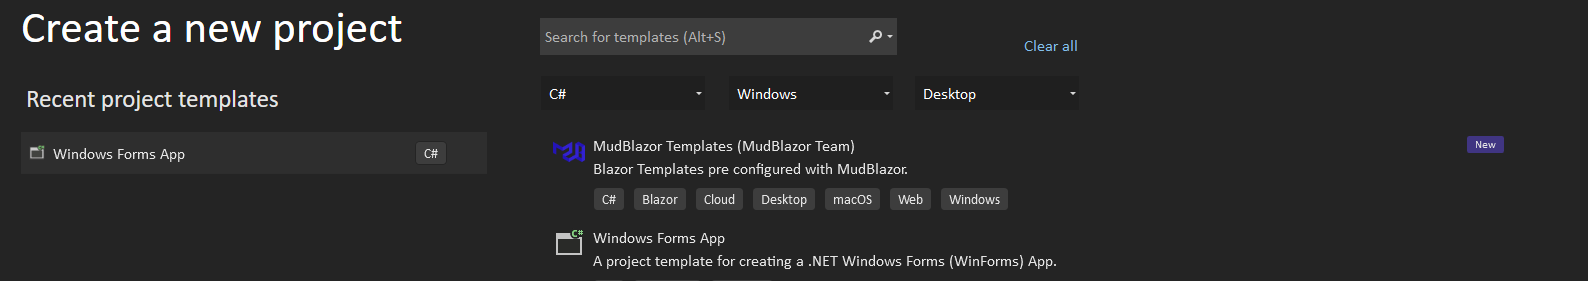 Create a new project
Search for templates (Alt+S)
Clear all
Recent project templates
C#
Windows
Desktop
Windows Forms App
C#
MudBlazor Templates (MudBlazor Team)
New
Blazor Templates pre configured with MudBlazor.
C# Blazor Cloud Desktop macOS Web Windows
C#
Windows Forms App
A project template for creating a .NET Windows Forms (WinForms) App.